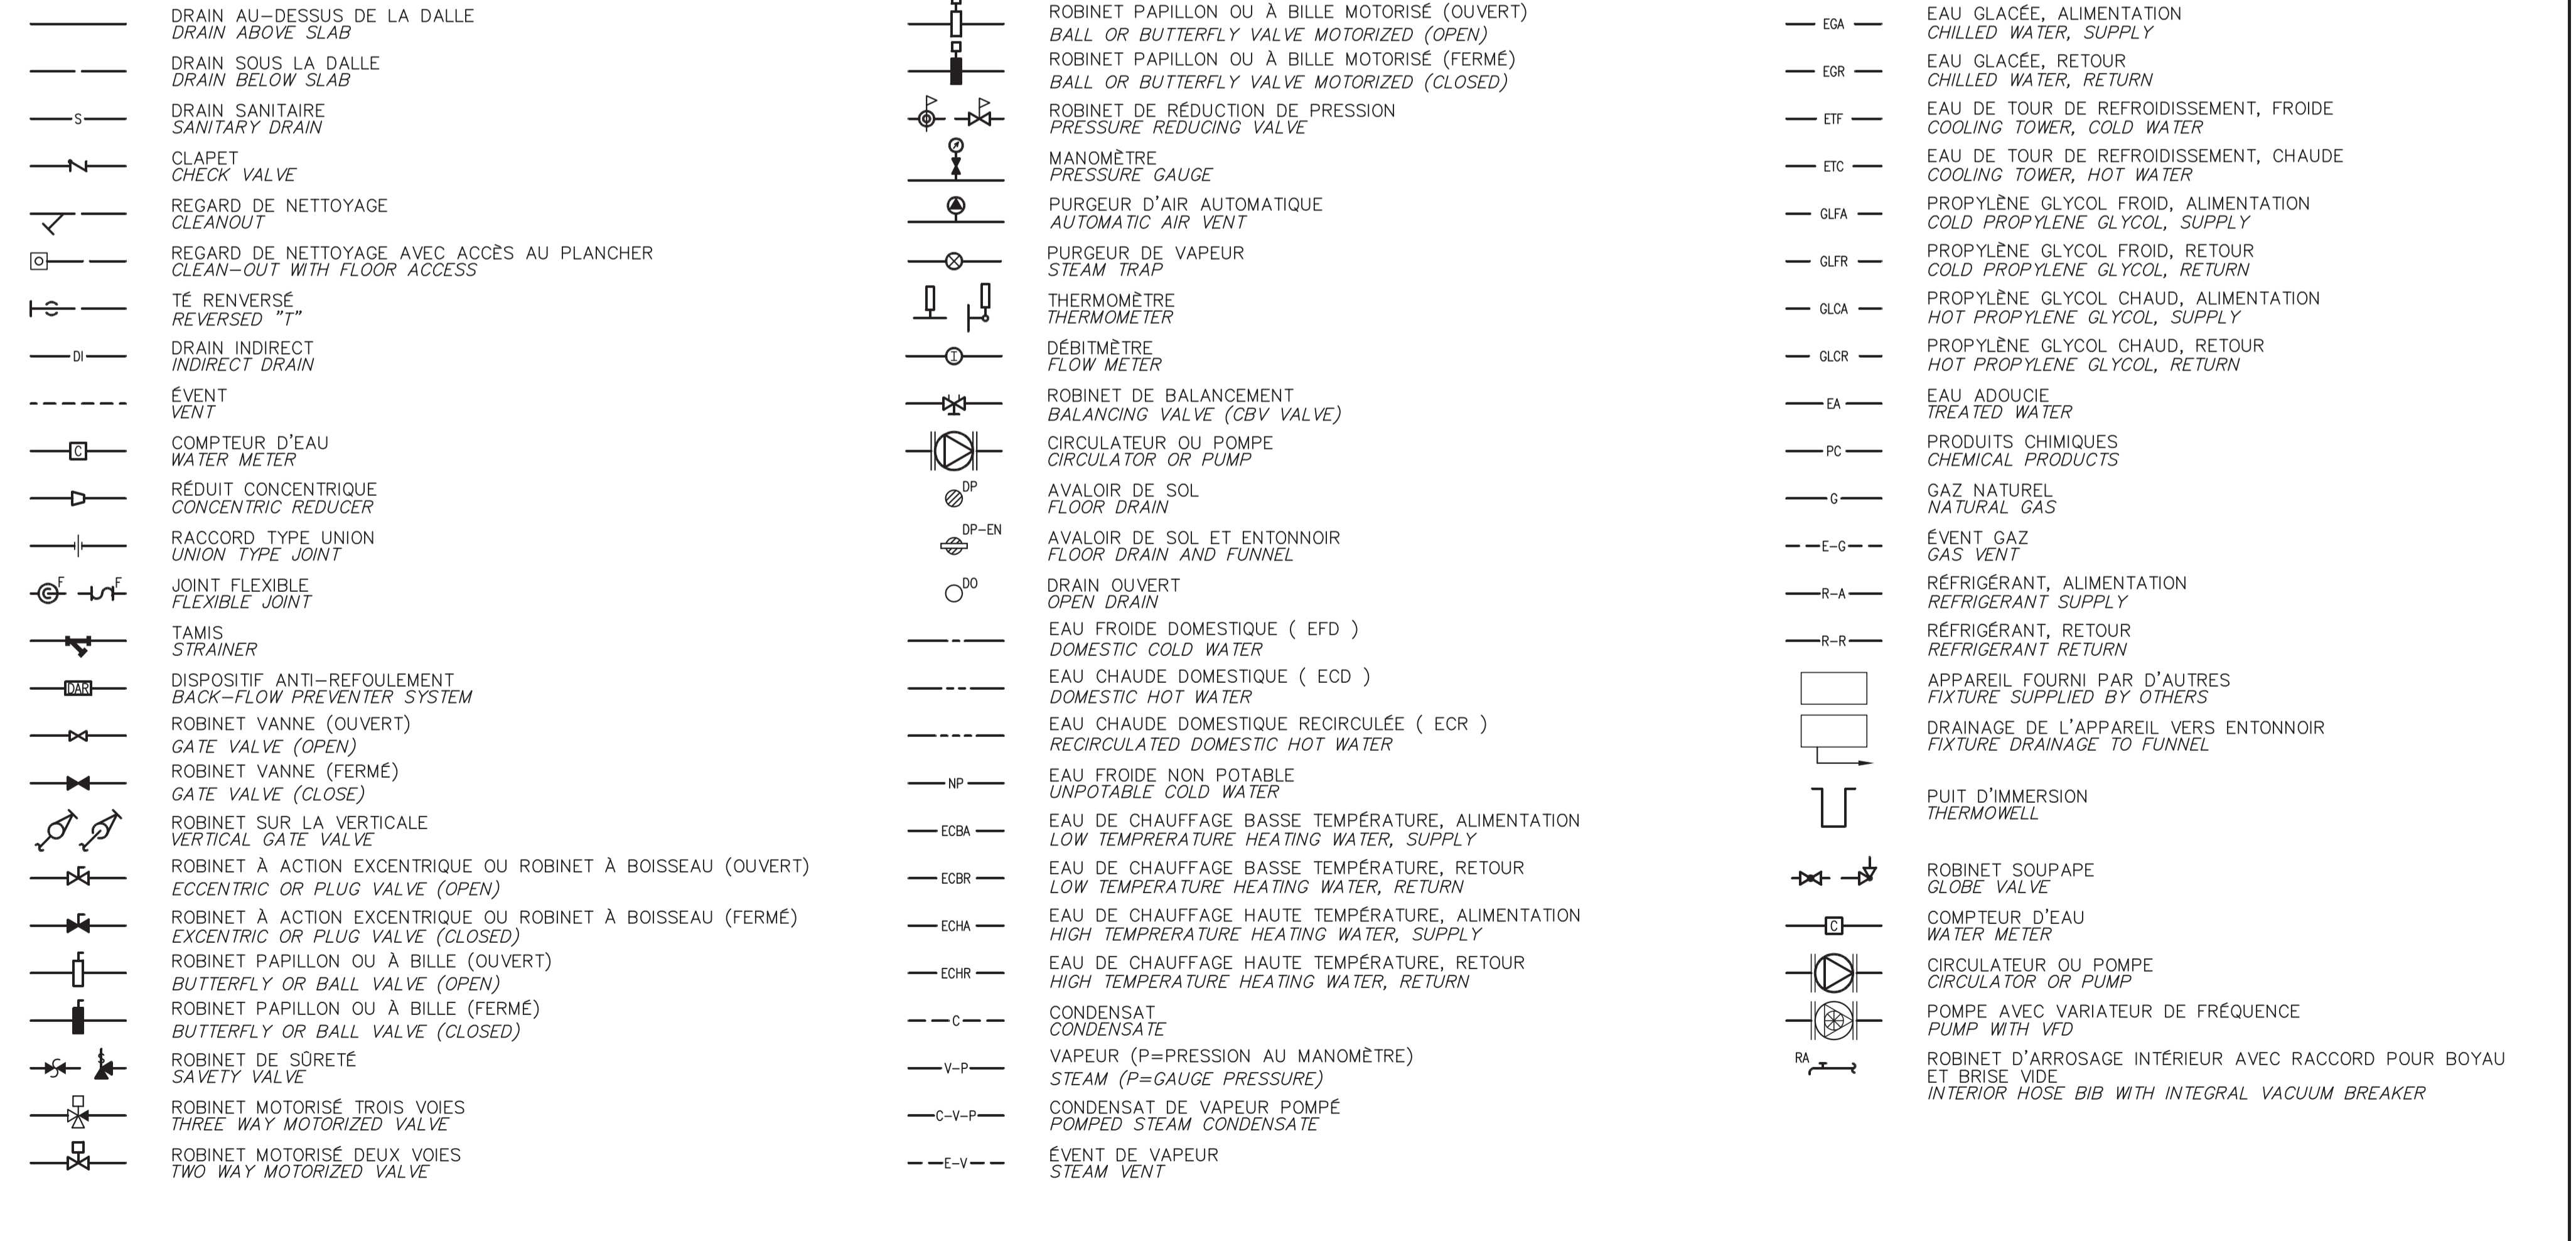 DRAIN AU-DESSUS DE LA DALLE
DRAIN ABOVE SLAB
DRAIN SOUS LA DALLE
DRAIN BELOW SLAB
S
DRAIN SANITAIRE
SANITARY DRAIN
CLAPET
CHECK VALVE
REGARD DE NETTOYAGE
CLEANOUT
REGARD DE NETTOYAGE AVEC ACCÈS AU PLANCHER
CLEAN-OUT WITH FLOOR ACCESS
TÉ RENVERSÉ
REVERSED "T"
DI
DRAIN INDIRECT
INDIRECT DRAIN
ÉVENT
VENT
C
COMPTEUR D'EAU
WATER METER
RÉDUIT CONCENTRIQUE
CONCENTRIC REDUCER
RACCORD TYPE UNION
UNION TYPE JOINT
F F
JOINT FLEXIBLE
FLEXIBLE JOINT
TAMIS
STRAINER
DAR
DISPOSITIF ANTI-REFOULEMENT
BACK-FLOW PREVENTER SYSTEM
ROBINET VANNE (OUVERT)
GATE VALVE (OPEN)
ROBINET VANNE (FERMÉ)
GATE VALVE (CLOSE)
ROBINET SUR LA VERTICALE
VERTICAL GATE VALVE
ROBINET À ACTION EXCENTRIQUE OU ROBINET À BOISSEAU (OUVERT)
ECCENTRIC OR PLUG VALVE (OPEN)
ROBINET À ACTION EXCENTRIQUE OU ROBINET À BOISSEAU (FERMÉ)
EXCENTRIC OR PLUG VALVE (CLOSED)
ROBINET PAPILLON OU À BILLE (OUVERT)
BUTTERFLY OR BALL VALVE (OPEN)
ROBINET PAPILLON OU À BILLE (FERMÉ)
BUTTERFLY OR BALL VALVE (CLOSED)
S S
ROBINET DE SÛRETÉ
SAVETY VALVE
ROBINET MOTORISÉ TROIS VOIES
THREE WAY MOTORIZED VALVE
ROBINET MOTORISÉ DEUX VOIES
TWO WAY MOTORIZED VALVE
ROBINET PAPILLON OU À BILLE MOTORISÉ (OUVERT)
BALL OR BUTTERFLY VALVE MOTORIZED (OPEN)
ROBINET PAPILLON OU À BILLE MOTORISÉ (FERMÉ)
BALL OR BUTTERFLY VALVE MOTORIZED (CLOSED)
ROBINET DE RÉDUCTION DE PRESSION
PRESSURE REDUCING VALVE
MANOMÈTRE
PRESSURE GAUGE
PURGEUR D'AIR AUTOMATIQUE
AUTOMATIC AIR VENT
PURGEUR DE VAPEUR
STEAM TRAP
THERMOMÈTRE
THERMOMETER
I
DÉBITMÈTRE
FLOW METER
ROBINET DE BALANCEMENT
BALANCING VALVE (CBV VALVE)
CIRCULATEUR OU POMPE
CIRCULATOR OR PUMP
DP
AVALOIR DE SOL
FLOOR DRAIN
DP-EN
AVALOIR DE SOL ET ENTONNOIR
FLOOR DRAIN AND FUNNEL
DO
DRAIN OUVERT
OPEN DRAIN
EAU FROIDE DOMESTIQUE ( EFD )
DOMESTIC COLD WATER
EAU CHAUDE DOMESTIQUE ( ECD )
DOMESTIC HOT WATER
EAU CHAUDE DOMESTIQUE RECIRCULÉE ( ECR )
RECIRCULATED DOMESTIC HOT WATER
NP
EAU FROIDE NON POTABLE
UNPOTABLE COLD WATER
ECBA
EAU DE CHAUFFAGE BASSE TEMPÉRATURE, ALIMENTATION
LOW TEMPRERATURE HEATING WATER, SUPPLY
ECBR
EAU DE CHAUFFAGE BASSE TEMPÉRATURE, RETOUR
LOW TEMPERATURE HEATING WATER, RETURN
ECHA
EAU DE CHAUFFAGE HAUTE TEMPÉRATURE, ALIMENTATION
HIGH TEMPRERATURE HEATING WATER, SUPPLY
ECHR
EAU DE CHAUFFAGE HAUTE TEMPÉRATURE, RETOUR
HIGH TEMPERATURE HEATING WATER, RETURN
C
CONDENSAT
CONDENSATE
V-P
VAPEUR (P=PRESSION AU MANOMÈTRE)
STEAM (P=GAUGE PRESSURE)
C-V-P
CONDENSAT DE VAPEUR POMPÉ
POMPED STEAM CONDENSATE
E-V
ÉVENT DE VAPEUR
STEAM VENT
EGA
EAU GLACÉE, ALIMENTATION
CHILLED WATER, SUPPLY
EGR
EAU GLACÉE, RETOUR
CHILLED WATER, RETURN
ETF
EAU DE TOUR DE REFROIDISSEMENT, FROIDE
COOLING TOWER, COLD WATER
ETC
EAU DE TOUR DE REFROIDISSEMENT, CHAUDE
COOLING TOWER, HOT WATER
GLFA
PROPYLÈNE GLYCOL FROID, ALIMENTATION
COLD PROPYLENE GLYCOL, SUPPLY
GLFR
PROPYLÈNE GLYCOL FROID, RETOUR
COLD PROPYLENE GLYCOL, RETURN
GLCA
PROPYLÈNE GLYCOL CHAUD, ALIMENTATION
HOT PROPYLENE GLYCOL, SUPPLY
GLCR
PROPYLÈNE GLYCOL CHAUD, RETOUR
HOT PROPYLENE GLYCOL, RETURN
EA
EAU ADOUCIE
TREATED WATER
PC
PRODUITS CHIMIQUES
CHEMICAL PRODUCTS
G
GAZ NATUREL
NATURAL GAS
E-G
ÉVENT GAZ
GAS VENT
R-A
RÉFRIGÉRANT, ALIMENTATION
REFRIGERANT SUPPLY
R-R
RÉFRIGÉRANT, RETOUR
REFRIGERANT RETURN
APPAREIL FOURNI PAR D'AUTRES
FIXTURE SUPPLIED BY OTHERS
DRAINAGE DE L'APPAREIL VERS ENTONNOIR
FIXTURE DRAINAGE TO FUNNEL
PUIT D'IMMERSION
THERMOWELL
ROBINET SOUPAPE
GLOBE VALVE
C
COMPTEUR D'EAU
WATER METER
CIRCULATEUR OU POMPE
CIRCULATOR OR PUMP
POMPE AVEC VARIATEUR DE FRÉQUENCE
PUMP WITH VFD
RA
ROBINET D'ARROSAGE INTÉRIEUR AVEC RACCORD POUR BOYAU
ET BRISE VIDE
INTERIOR HOSE BIB WITH INTEGRAL VACUUM BREAKER